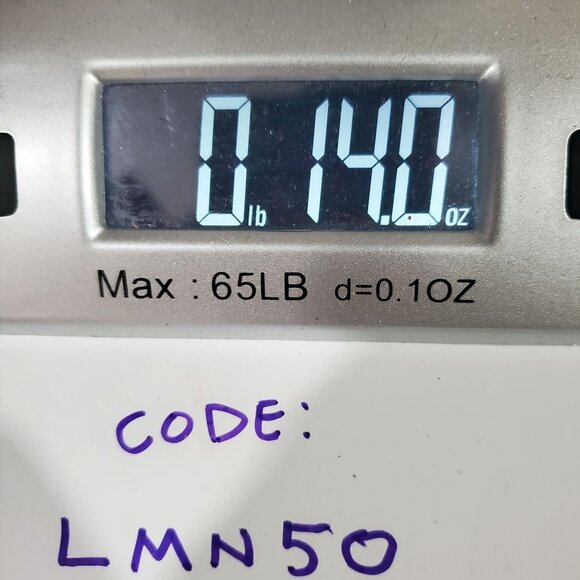 0 lb 14.0 oz
Max : 65LB d=0.1OZ
CODE:
LMN50